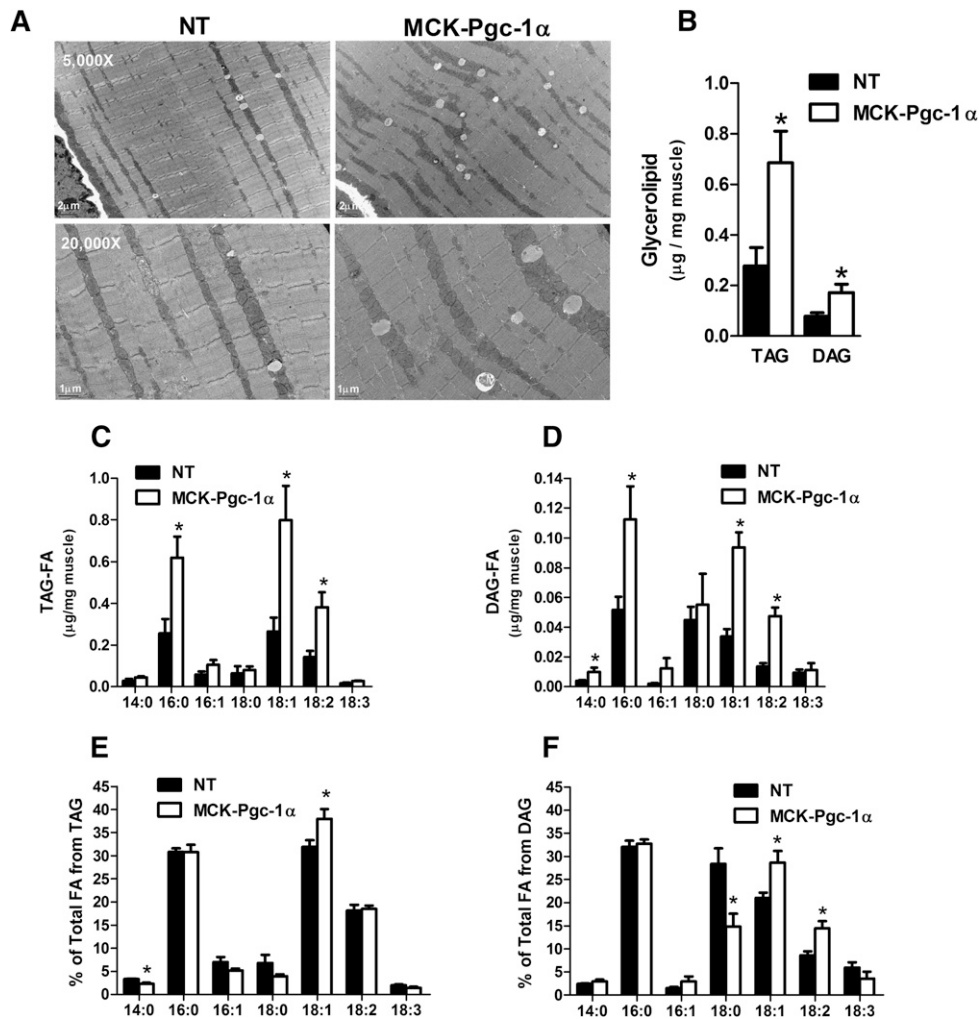 A
NT
MCK-Pgc-1α
5,000X
2μm
2μm
20,000X
1μm
1μm
B
NT
MCK-Pgc-1α
Glycerolipid
(μg / mg muscle)
1.0
0.8
0.6
0.4
0.2
0.0
*
*
TAG DAG
C
NT
MCK-Pgc-1α
TAG-FA
(μg/mg muscle)
1.0
0.8
0.6
0.4
0.2
0.0
*
*
*
14:0 16:0 16:1 18:0 18:1 18:2 18:3
D
NT
MCK-Pgc-1α
DAG-FA
(μg/mg muscle)
0.14
0.12
0.10
0.08
0.06
0.04
0.02
0.00
*
*
*
*
14:0 16:0 16:1 18:0 18:1 18:2 18:3
E
NT
MCK-Pgc-1α
% of Total FA from TAG
45
40
35
30
25
20
15
10
5
0
*
*
14:0 16:0 16:1 18:0 18:1 18:2 18:3
F
NT
MCK-Pgc-1α
% of Total FA from DAG
45
40
35
30
25
20
15
10
5
0
*
*
*
14:0 16:0 16:1 18:0 18:1 18:2 18:3